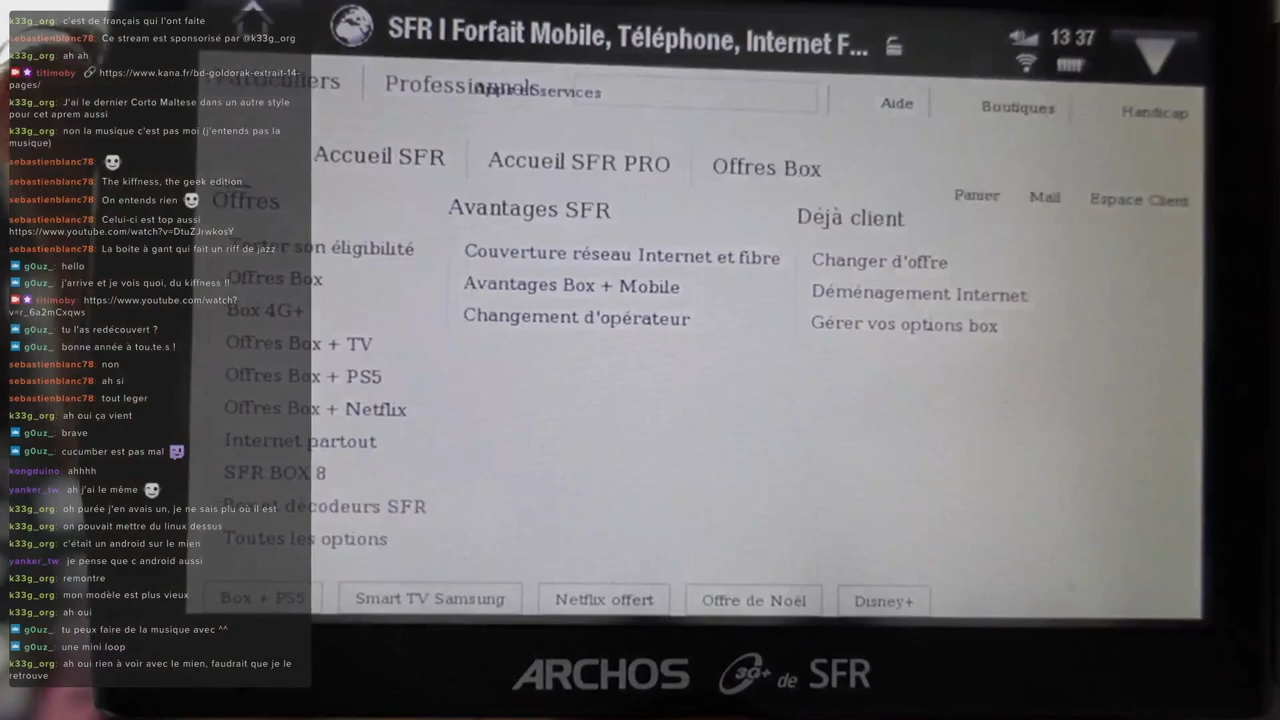 k33g_org: c'est de français qui l'ont faite
sebastienblanc78: Ce stream est sponsorisé par @k33g_org
k33g_org: ah ah
titimoby: https://www.kana.fr/bd-goldorak-extrait-14-
pages/
k33g_org: J'ai le dernier Corto Maltese dans un autre style
pour cet aprem aussi
k33g_org: non la musique c'est pas moi (j'entends pas la
musique)
sebastienblanc78:
sebastienblanc78: The kiffness, the geek edition
sebastienblanc78: On entends rien
sebastienblanc78: Celui-ci est top aussi
https://www.youtube.com/watch?v=DtuZJrwkosY
sebastienblanc78: La boite à gant qui fait un riff de jazz
g0uz_: hello
g0uz_: j'arrive et je vois quoi, du kiffness !!
titimoby: https://www.youtube.com/watch?
v=r_6a2mCxqws
g0uz_: tu l'as redécouvert ?
g0uz_: bonne année à tou.te.s !
sebastienblanc78: non
sebastienblanc78: ah si
sebastienblanc78: tout leger
k33g_org: ah oui ça vient
g0uz_: brave
g0uz_: cucumber est pas mal
kongduino: ahhhh
yanker_tw: ah j'ai le même
k33g_org: oh purée j'en avais un, je ne sais plu où il est
k33g_org: on pouvait mettre du linux dessus
k33g_org: c'était un android sur le mien
yanker_tw: je pense que c android aussi
k33g_org: remontre
k33g_org: mon modèle est plus vieux
k33g_org: ah oui
g0uz_: tu peux faire de la musique avec ^^
g0uz_: une mini loop
k33g_org: ah oui rien à voir avec le mien, faudrait que je le
retrouve
SFR I Forfait Mobile, Téléphone, Internet F...
13 37
Particuliers
Professionnels
services
Aide
Boutiques
Handicap
Accueil SFR
Accueil SFR PRO
Offres Box
Panier
Mail
Espace Client
Offres
Tester son éligibilité
Offres Box
Box 4G+
Offres Box + TV
Offres Box + PS5
Offres Box + Netflix
Internet partout
SFR BOX 8
Box et décodeurs SFR
Toutes les options
Avantages SFR
Couverture réseau Internet et fibre
Avantages Box + Mobile
Changement d'opérateur
Déjà client
Changer d'offre
Déménagement Internet
Gérer vos options box
Box + PS5
Smart TV Samsung
Netflix offert
Offre de Noël
Disney+
ARCHOS 3G+ de SFR